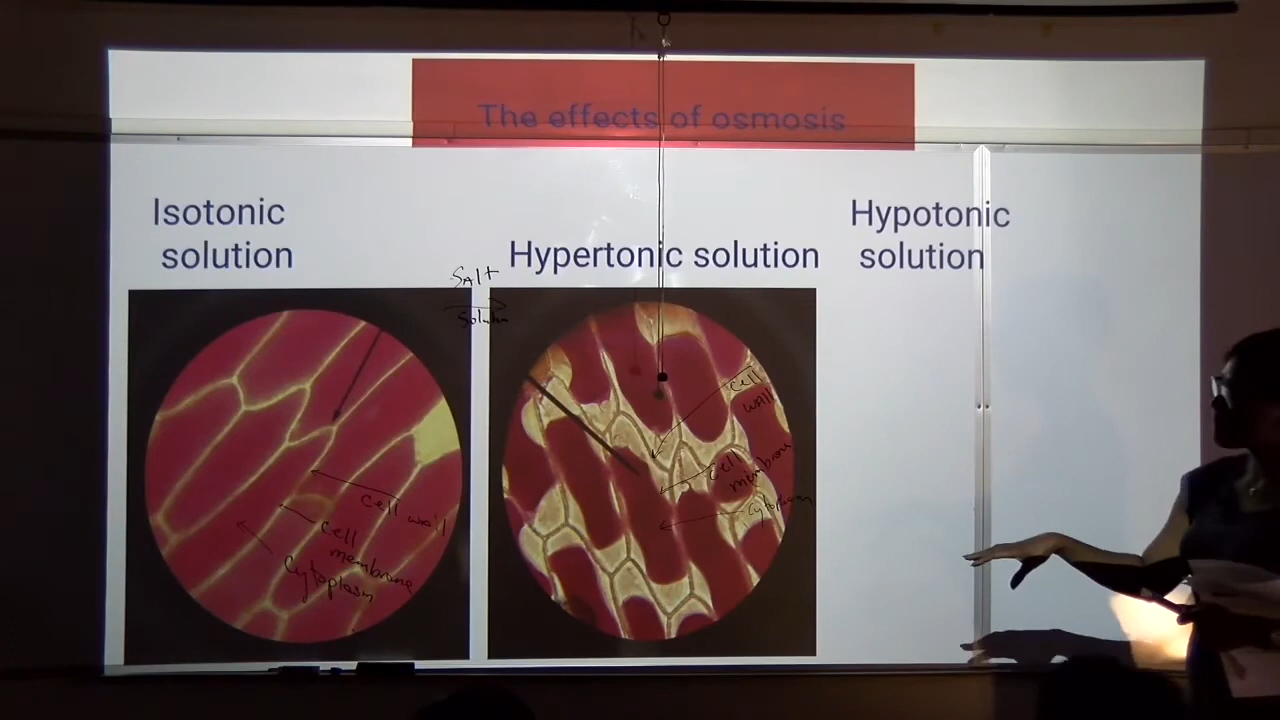 The effects of osmosis
Isotonic
solution
Hypertonic solution
Hypotonic
solution
Salt
Solution
cell wall
cell
membrane
Cytoplasm
cell
wall
cell
membrane
cytoplasm